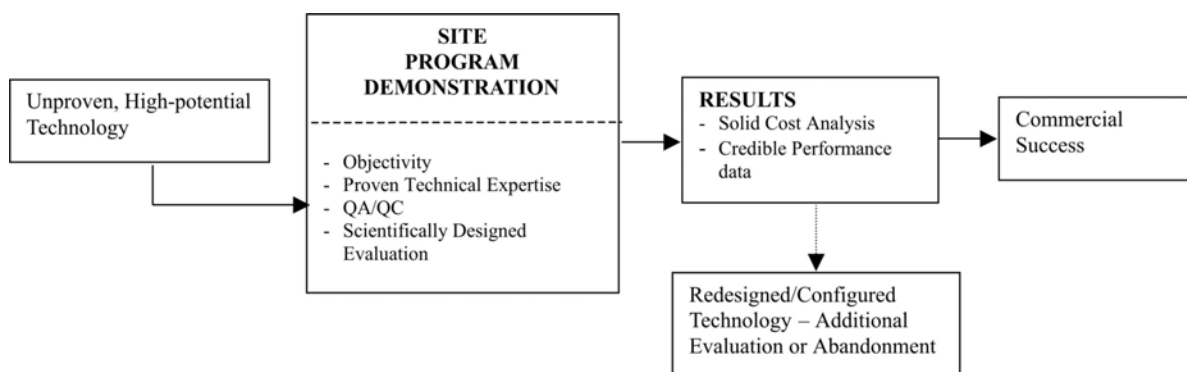 SITE
PROGRAM
DEMONSTRATION
Unproven, High-potential
Technology
- Objectivity
- Proven Technical Expertise
- QA/QC
- Scientifically Designed
Evaluation
RESULTS
- Solid Cost Analysis
- Credible Performance
data
Commercial
Success
Redesigned/Configured
Technology – Additional
Evaluation or Abandonment